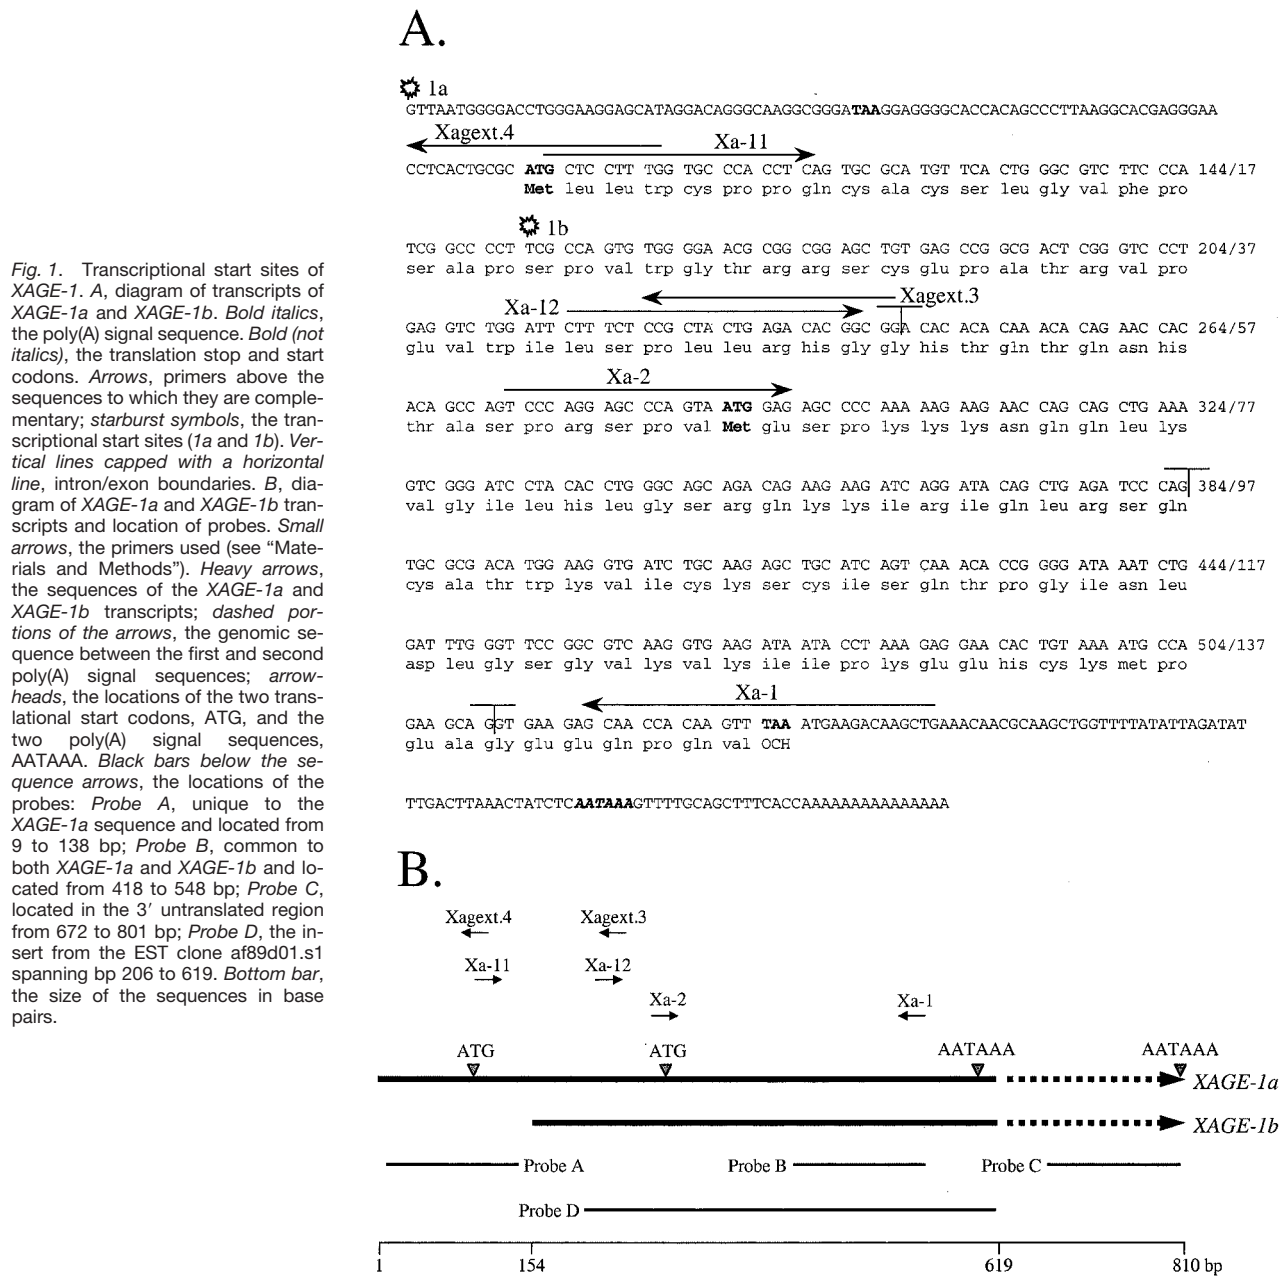 Fig. 1. Transcriptional start sites of
XAGE-1. A, diagram of transcripts of
XAGE-1a and XAGE-1b. Bold italics,
the poly(A) signal sequence. Bold (not
italics), the translation stop and start
codons. Arrows, primers above the
sequences to which they are comple-
mentary; starburst symbols, the tran-
scriptional start sites (1a and 1b). Ver-
tical lines capped with a horizontal
line, intron/exon boundaries. B, dia-
gram of XAGE-1a and XAGE-1b tran-
scripts and location of probes. Small
arrows, the primers used (see “Mate-
rials and Methods”). Heavy arrows,
the sequences of the XAGE-1a and
XAGE-1b transcripts; dashed por-
tions of the arrows, the genomic se-
quence between the first and second
poly(A) signal sequences; arrow-
heads, the locations of the two trans-
lational start codons, ATG, and the
two poly(A) signal sequences,
AATAAA. Black bars below the se-
quence arrows, the locations of the
probes: Probe A, unique to the
XAGE-1a sequence and located from
9 to 138 bp; Probe B, common to
both XAGE-1a and XAGE-1b and lo-
cated from 418 to 548 bp; Probe C,
located in the 3′ untranslated region
from 672 to 801 bp; Probe D, the in-
sert from the EST clone af89d01.s1
spanning bp 206 to 619. Bottom bar,
the size of the sequences in base
pairs.
A.
1a
GTTAATGGGGACCTGGGAAGGAGCATAGGACAGGGCAAGGCGGGATAAGGAGGGGCACCACAGCCCTTAAGGCACGAGGGAA
Xagext.4 Xa-11
CCTCACTGCGC ATG CTC CTT TGG TGC CCA CCT CAG TGC GCA TGT TCA CTG GGC GTC TTC CCA 144/17
Met leu leu trp cys pro pro gln cys ala cys ser leu gly val phe pro
1b
TCG GCC CCT TCG CCA GTG TGG GGA ACG CGG CGG AGC TGT GAG CCG GCG ACT CGG GTC CCT 204/37
ser ala pro ser pro val trp gly thr arg arg ser cys glu pro ala thr arg val pro
Xa-12 Xagext.3
GAG GTC TGG ATT CTT TCT CCG CTA CTG AGA CAC GGC GGA CAC ACA CAA ACA CAG AAC CAC 264/57
glu val trp ile leu ser pro leu leu arg his gly gly his thr gln thr gln asn his
Xa-2
ACA GCC AGT CCC AGG AGC CCA GTA ATG GAG AGC CCC AAA AAG AAG AAC CAG CAG CTG AAA 324/77
thr ala ser pro arg ser pro val Met glu ser pro lys lys lys asn gln gln leu lys
GTC GGG ATC CTA CAC CTG GGC AGC AGA CAG AAG AAG ATC AGG ATA CAG CTG AGA TCC CAG 384/97
val gly ile leu his leu gly ser arg gln lys lys ile arg ile gln leu arg ser gln
TGC GCG ACA TGG AAG GTG ATC TGC AAG AGC TGC ATC AGT CAA ACA CCG GGG ATA AAT CTG 444/117
cys ala thr trp lys val ile cys lys ser cys ile ser gln thr pro gly ile asn leu
GAT TTG GGT TCC GGC GTC AAG GTG AAG ATA ATA CCT AAA GAG GAA CAC TGT AAA ATG CCA 504/137
asp leu gly ser gly val lys val lys ile ile pro lys glu glu his cys lys met pro
Xa-1
GAA GCA GGT GAA GAG CAA CCA CAA GTT TAA ATGAAGACAAGCTGAAACAACGCAAGCTGGTTTTATATTAGATAT
glu ala gly glu glu gln pro gln val OCH
TTGACTTAAACTATCTCAATAAAGTTTTGCAGCTTTCACCAAAAAAAAAAAAAAA
B.
Xagext.4 Xagext.3
Xa-11 Xa-12
Xa-2 Xa-1
ATG ATG AATAAA AATAAA
XAGE-1a
XAGE-1b
Probe A Probe B Probe C
Probe D
1 154 619 810 bp